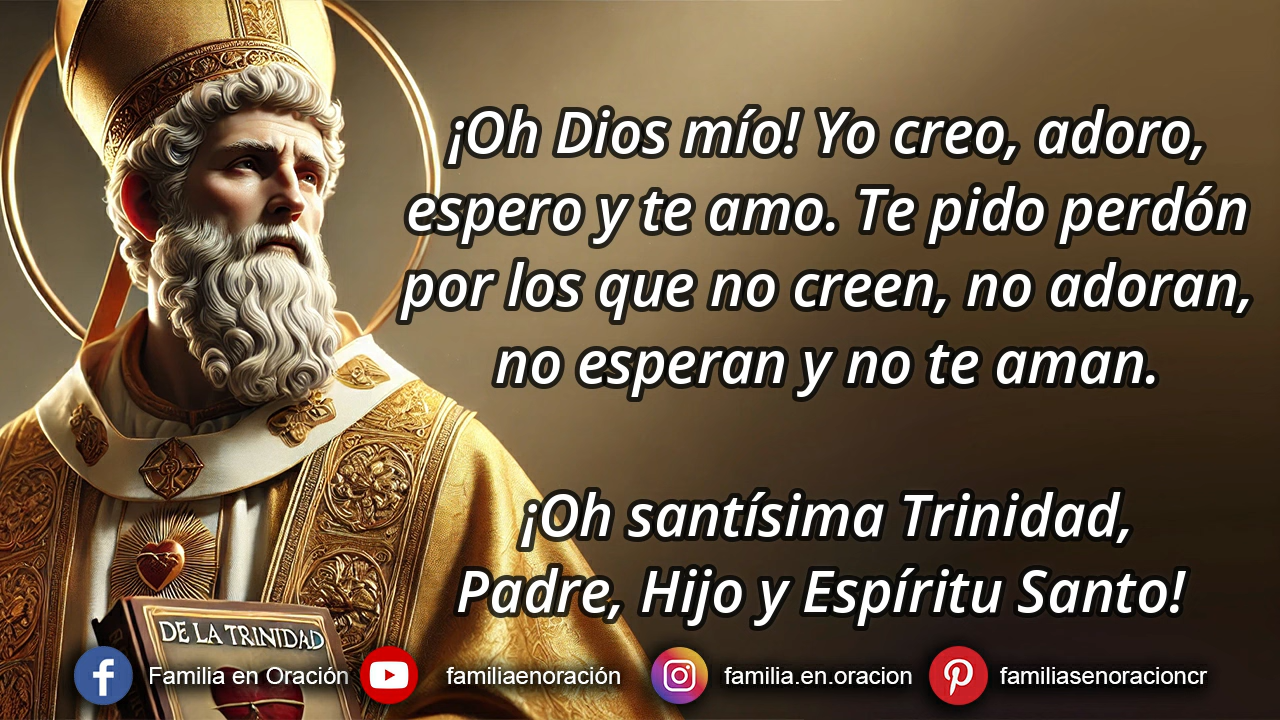 ¡Oh Dios mío! Yo creo, adoro,
espero y te amo. Te pido perdón
por los que no creen, no adoran,
no esperan y no te aman.
¡Oh santísima Trinidad,
Padre, Hijo y Espíritu Santo!
DE LA TRINIDAD
Familia en Oración
familiaenoración
familia.en.oracion
familiasenoracioncr